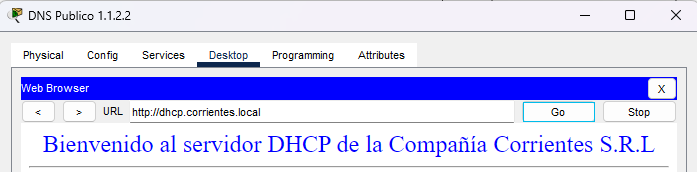 DNS Publico 1.1.2.2
Physical Config Services Desktop Programming Attributes
Web Browser X
< > URL http://dhcp.corrientes.local Go Stop
Bienvenido al servidor DHCP de la Compañía Corrientes S.R.L